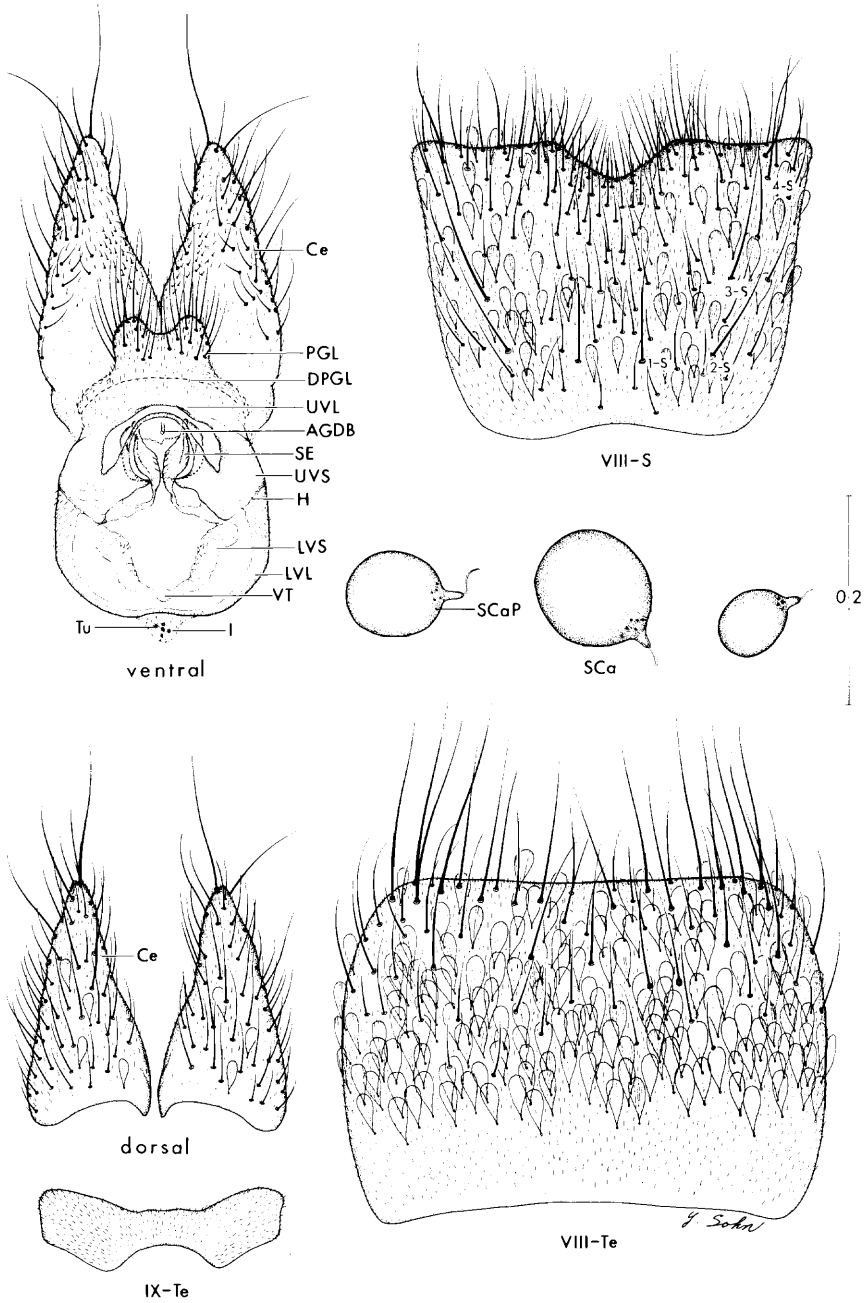 Ce
PGL
DPGL
UVL
AGDB
SE
UVS
H
LVS
LVL
VT
Tu
I
ventral
4-S
3-S
1-S
2-S
VIII-S
SCaP
SCa
0·2
Ce
dorsal
IX-Te
Y. Sohn
VIII-Te